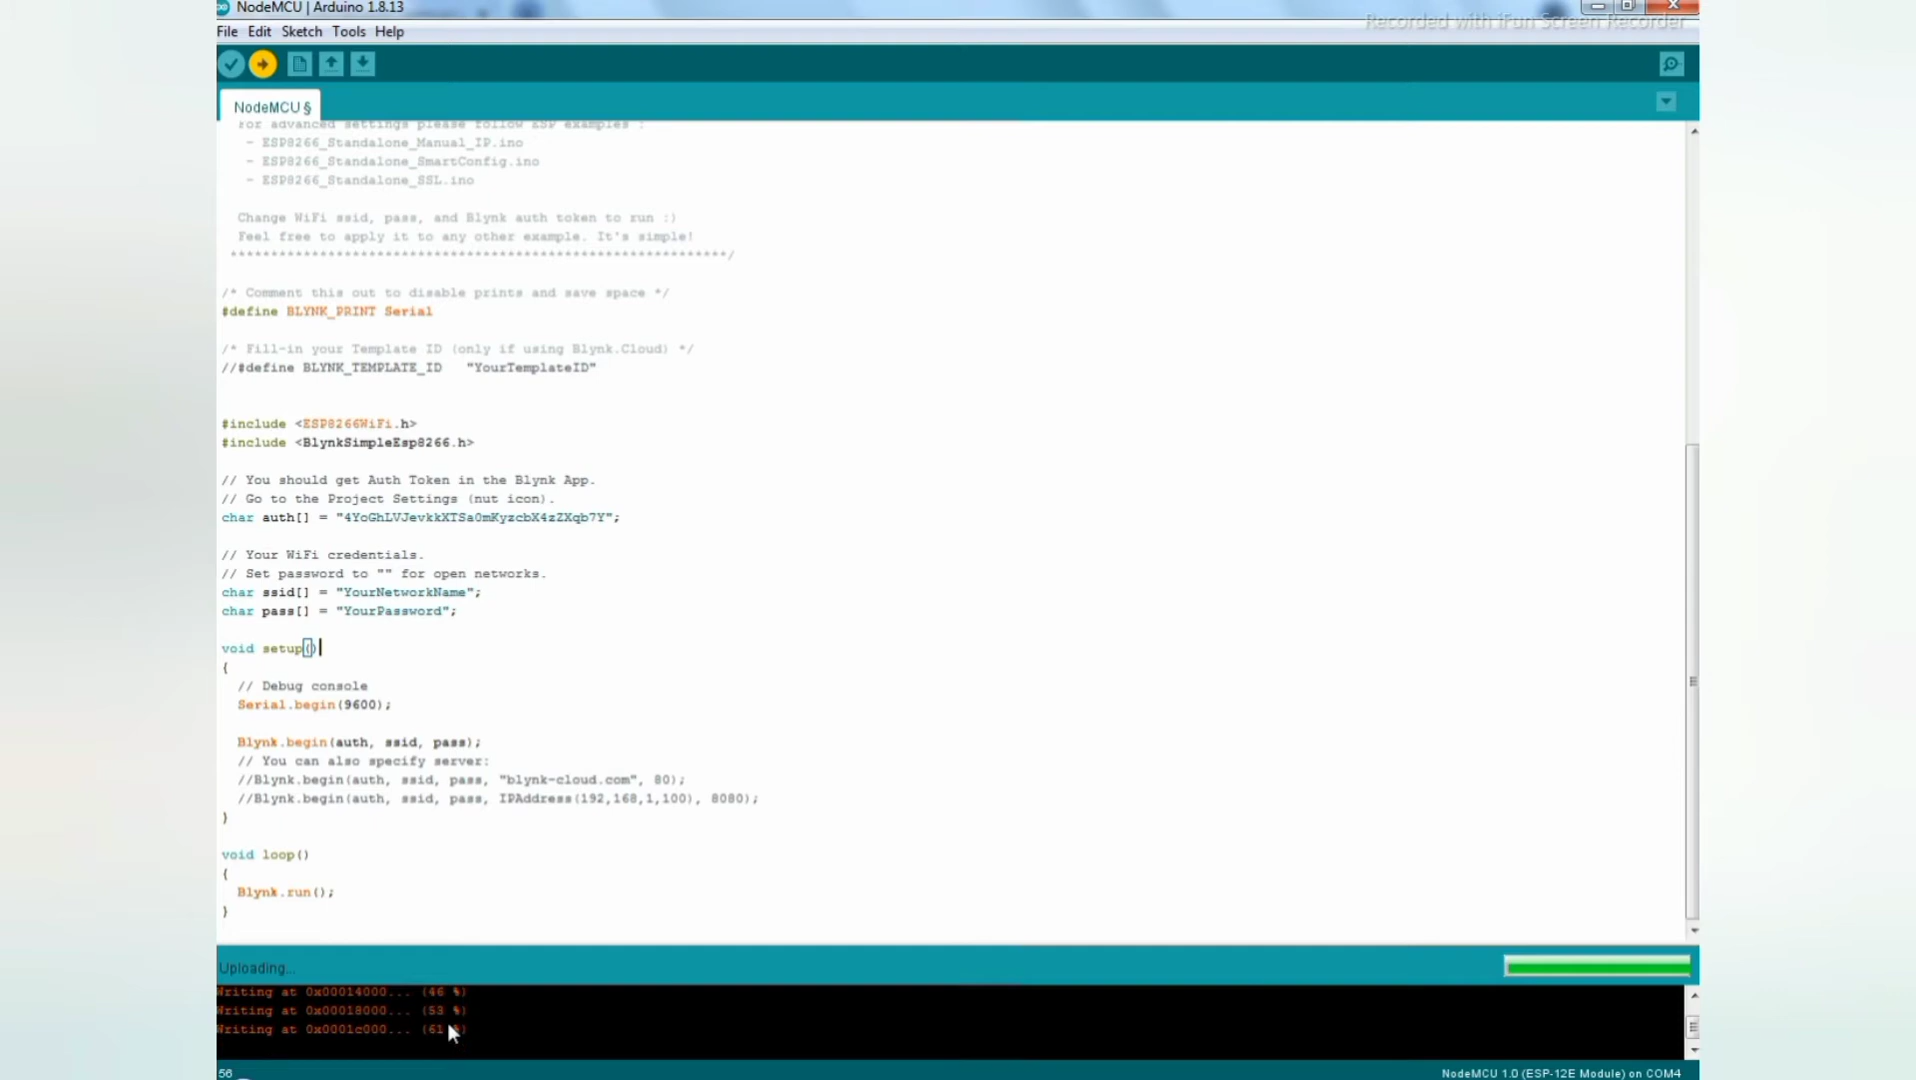 NodeMCU | Arduino 1.8.13
Recorded with iFun Screen Recorder
File Edit Sketch Tools Help
NodeMCU §
For advanced settings please follow ESP examples :
- ESP8266_Standalone_Manual_IP.ino
- ESP8266_Standalone_SmartConfig.ino
- ESP8266_Standalone_SSL.ino
Change WiFi ssid, pass, and Blynk auth token to run :)
Feel free to apply it to any other example. It's simple!
*************************************************************/
/* Comment this out to disable prints and save space */
#define BLYNK_PRINT Serial
/* Fill-in your Template ID (only if using Blynk.Cloud) */
//#define BLYNK_TEMPLATE_ID "YourTemplateID"
#include <ESP8266WiFi.h>
#include <BlynkSimpleEsp8266.h>
// You should get Auth Token in the Blynk App.
// Go to the Project Settings (nut icon).
char auth[] = "4YoGhLVJevkkXTSa0mKyzcbX4zZXqb7Y";
// Your WiFi credentials.
// Set password to "" for open networks.
char ssid[] = "YourNetworkName";
char pass[] = "YourPassword";
void setup()
{
// Debug console
Serial.begin(9600);
Blynk.begin(auth, ssid, pass);
// You can also specify server:
//Blynk.begin(auth, ssid, pass, "blynk-cloud.com", 80);
//Blynk.begin(auth, ssid, pass, IPAddress(192,168,1,100), 8080);
}
void loop()
{
Blynk.run();
}
Uploading...
Writing at 0x00014000... (46 %)
Writing at 0x00018000... (53 %)
Writing at 0x0001c000... (61 %)
56
NodeMCU 1.0 (ESP-12E Module) on COM4